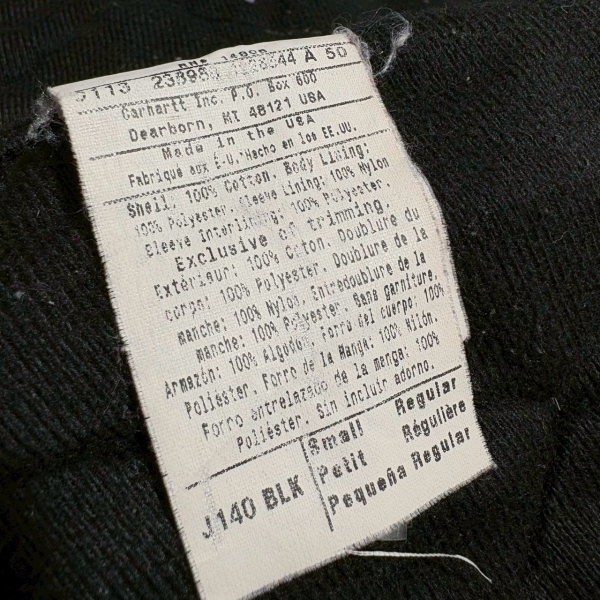 44 A 50
Carhartt Inc. P.O. Box 600
Dearborn, MI 48121 USA
Made in the USA
Fabriqué aux É-U. Hecho en los EE.UU.
Shell: 100% Cotton. Body Lining:
100% Polyester. Sleeve Lining: 100% Nylon
Sleeve Interlining: 100% Polyester.
Exclusive of trimming.
Extérieur: 100% Coton. Doublure du
corps: 100% Polyester. Doublure de la
manche: 100% Nylon. Entredoublure de la
manche: 100% Polyester. Sans garniture.
Armazón: 100% Algodon. Forro del cuerpo: 100%
Poliéster. Forro de la Manga: 100% Nilón.
Forro entrelazado de la manga: 100%
Poliéster. Sin incluir adorno.
J140 BLK
Small Regular
Petit Régulière
Pequeña Regular